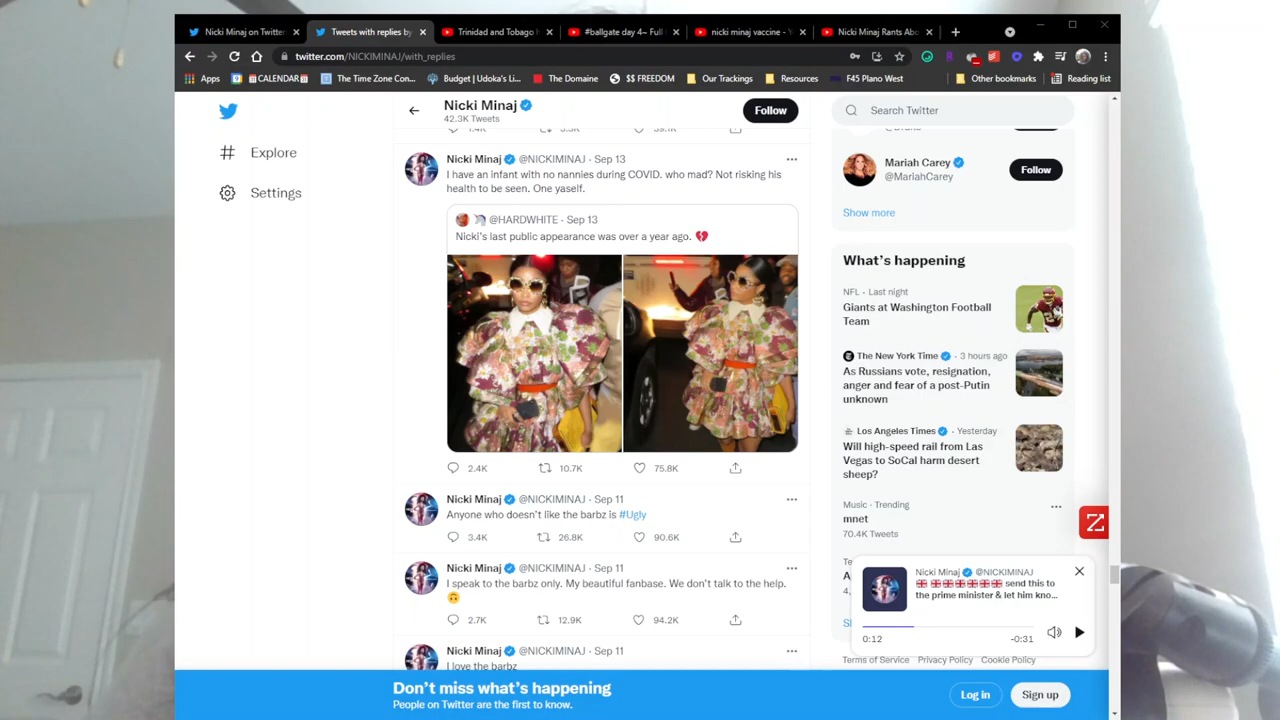 Nicki Minaj on Twitter
Tweets with replies by
Trinidad and Tobago
#ballgate day 4~ Full
nicki minaj vaccine - Y
Nicki Minaj Rants Abo
twitter.com/NICKIMINAJ/with_replies
Apps
CALENDAR
The Time Zone Con...
Budget | Udoka's Li...
The Domaine
$$ FREEDOM
Our Trackings
Resources
F45 Plano West
Other bookmarks
Reading list
Explore
Settings
Nicki Minaj
42.3K Tweets
Follow
Nicki Minaj @NICKIMINAJ · Sep 13
I have an infant with no nannies during COVID. who mad? Not risking his
health to be seen. One yaself.
@HARDWHITE · Sep 13
Nicki's last public appearance was over a year ago. 💔
2.4K 10.7K 75.8K
Nicki Minaj @NICKIMINAJ · Sep 11
Anyone who doesn't like the barbz is #Ugly
3.4K 26.8K 90.6K
Nicki Minaj @NICKIMINAJ · Sep 11
I speak to the barbz only. My beautiful fanbase. We don't talk to the help.
🙃
2.7K 12.9K 94.2K
Nicki Minaj @NICKIMINAJ · Sep 11
I love the barbz
Search Twitter
Mariah Carey
@MariahCarey
Follow
Show more
What's happening
NFL · Last night
Giants at Washington Football
Team
The New York Time · 3 hours ago
As Russians vote, resignation,
anger and fear of a post-Putin
unknown
Los Angeles Times · Yesterday
Will high-speed rail from Las
Vegas to SoCal harm desert
sheep?
Music · Trending
mnet
70.4K Tweets
Nicki Minaj @NICKIMINAJ
🇬🇧 🇬🇧🇬🇧🇬🇧🇬🇧🇬🇧🇬🇧 send this to
the prime minister & let him kno...
0:12 -0:31
Terms of Service Privacy Policy Cookie Policy
Don't miss what's happening
People on Twitter are the first to know.
Log in
Sign up